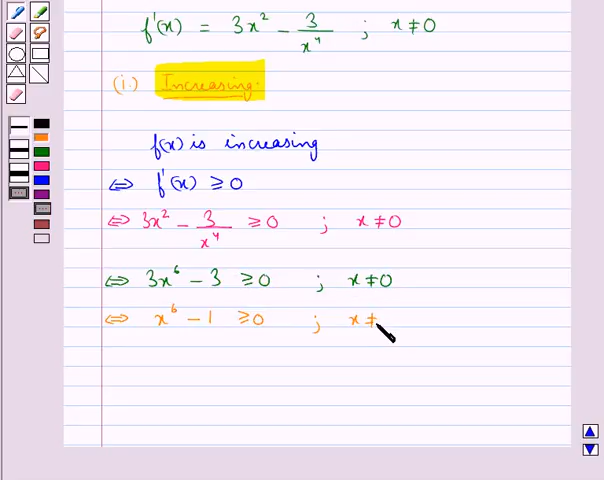 f'(x) = 3x² - 3/x⁴ ; x ≠ 0
(i.) Increasing.
f(x) is increasing
⇔ f'(x) ≥ 0
⇔ 3x² - 3/x⁴ ≥ 0 ; x ≠ 0
⇔ 3x⁶ - 3 ≥ 0 ; x ≠ 0
⇔ x⁶ - 1 ≥ 0 ; x ≠